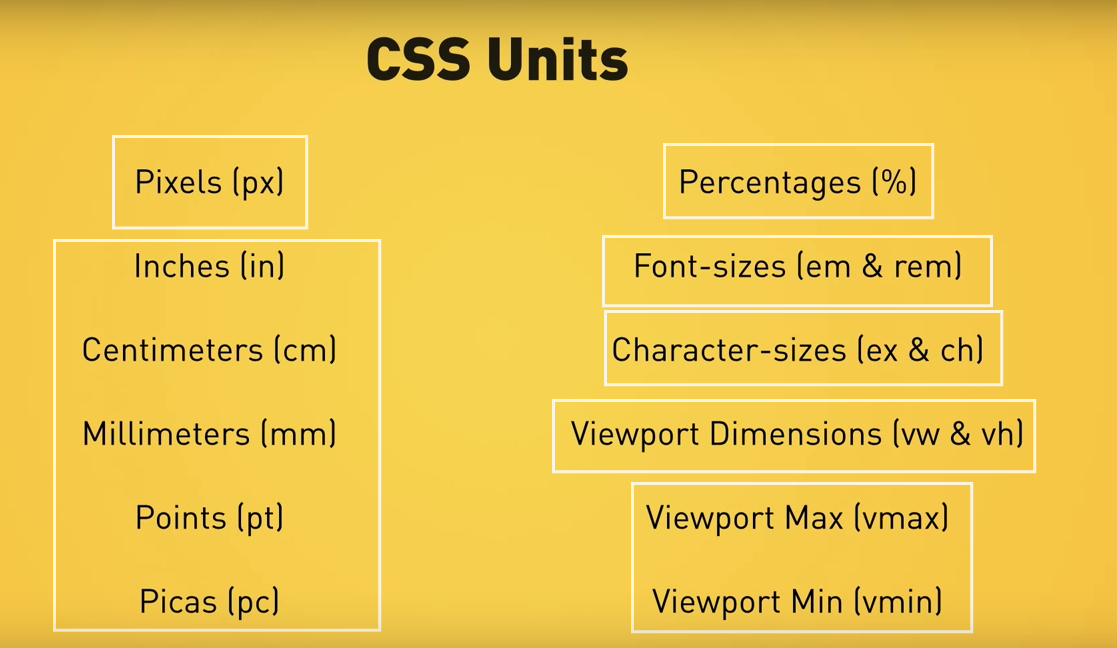 CSS Units
Pixels (px)
Inches (in)
Centimeters (cm)
Millimeters (mm)
Points (pt)
Picas (pc)
Percentages (%)
Font-sizes (em & rem)
Character-sizes (ex & ch)
Viewport Dimensions (vw & vh)
Viewport Max (vmax)
Viewport Min (vmin)